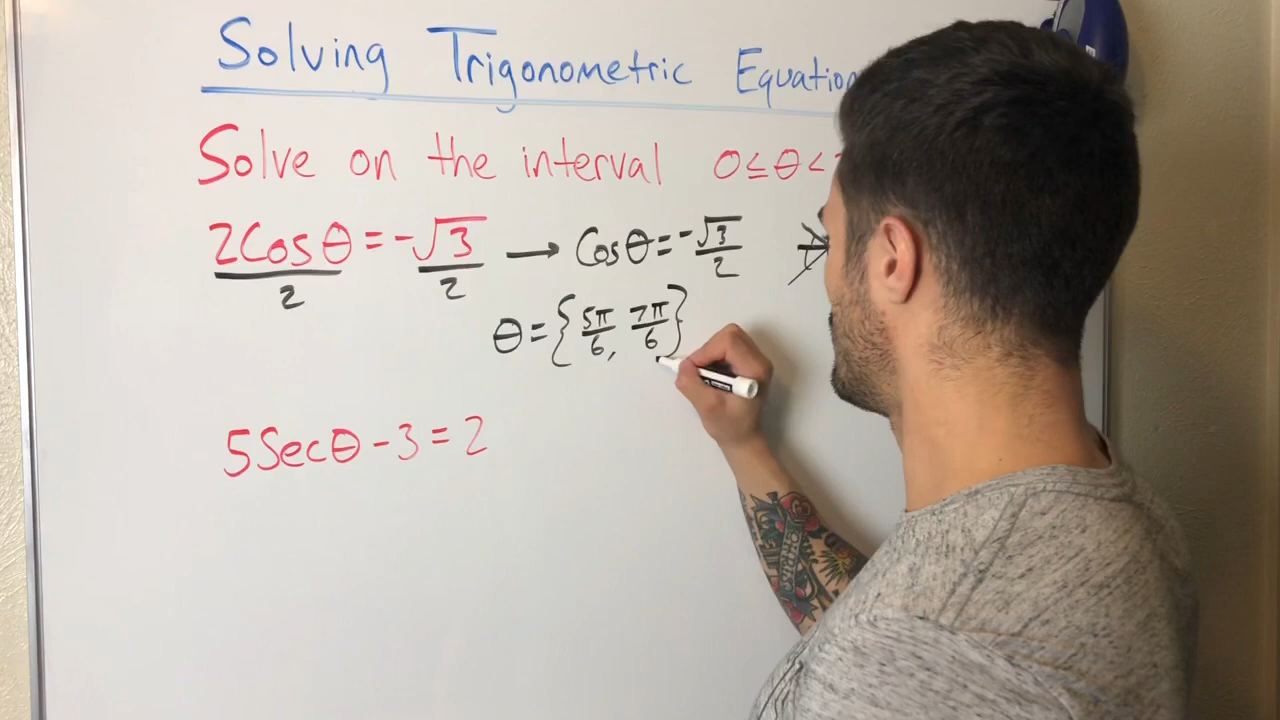 Solving Trigonometric Equation
Solve on the interval 0 ≤ θ <
2Cosθ/2 = -√3/2 → Cosθ = -√3/2
θ = {5π/6, 7π/6}
5Secθ - 3 = 2